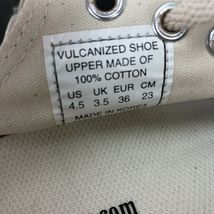 VULCANIZED SHOE
UPPER MADE OF
100% COTTON
US UK EUR CM
4.5 3.5 36 23
MADE IN KOREA
.com